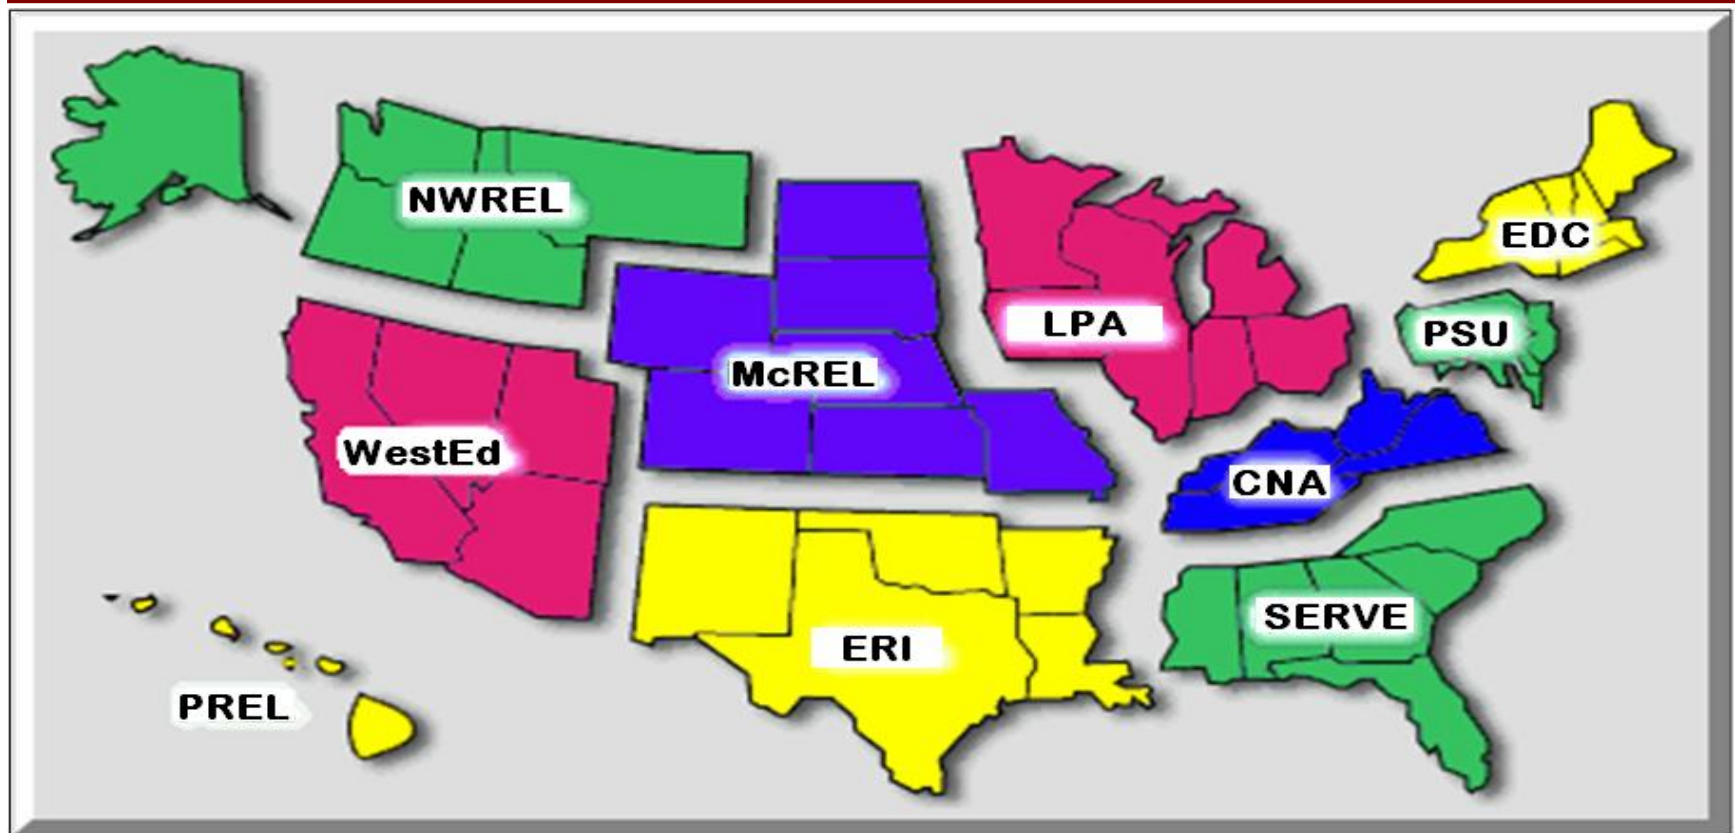 NWREL
EDC
LPA
PSU
McREL
WestEd
CNA
SERVE
ERI
PREL